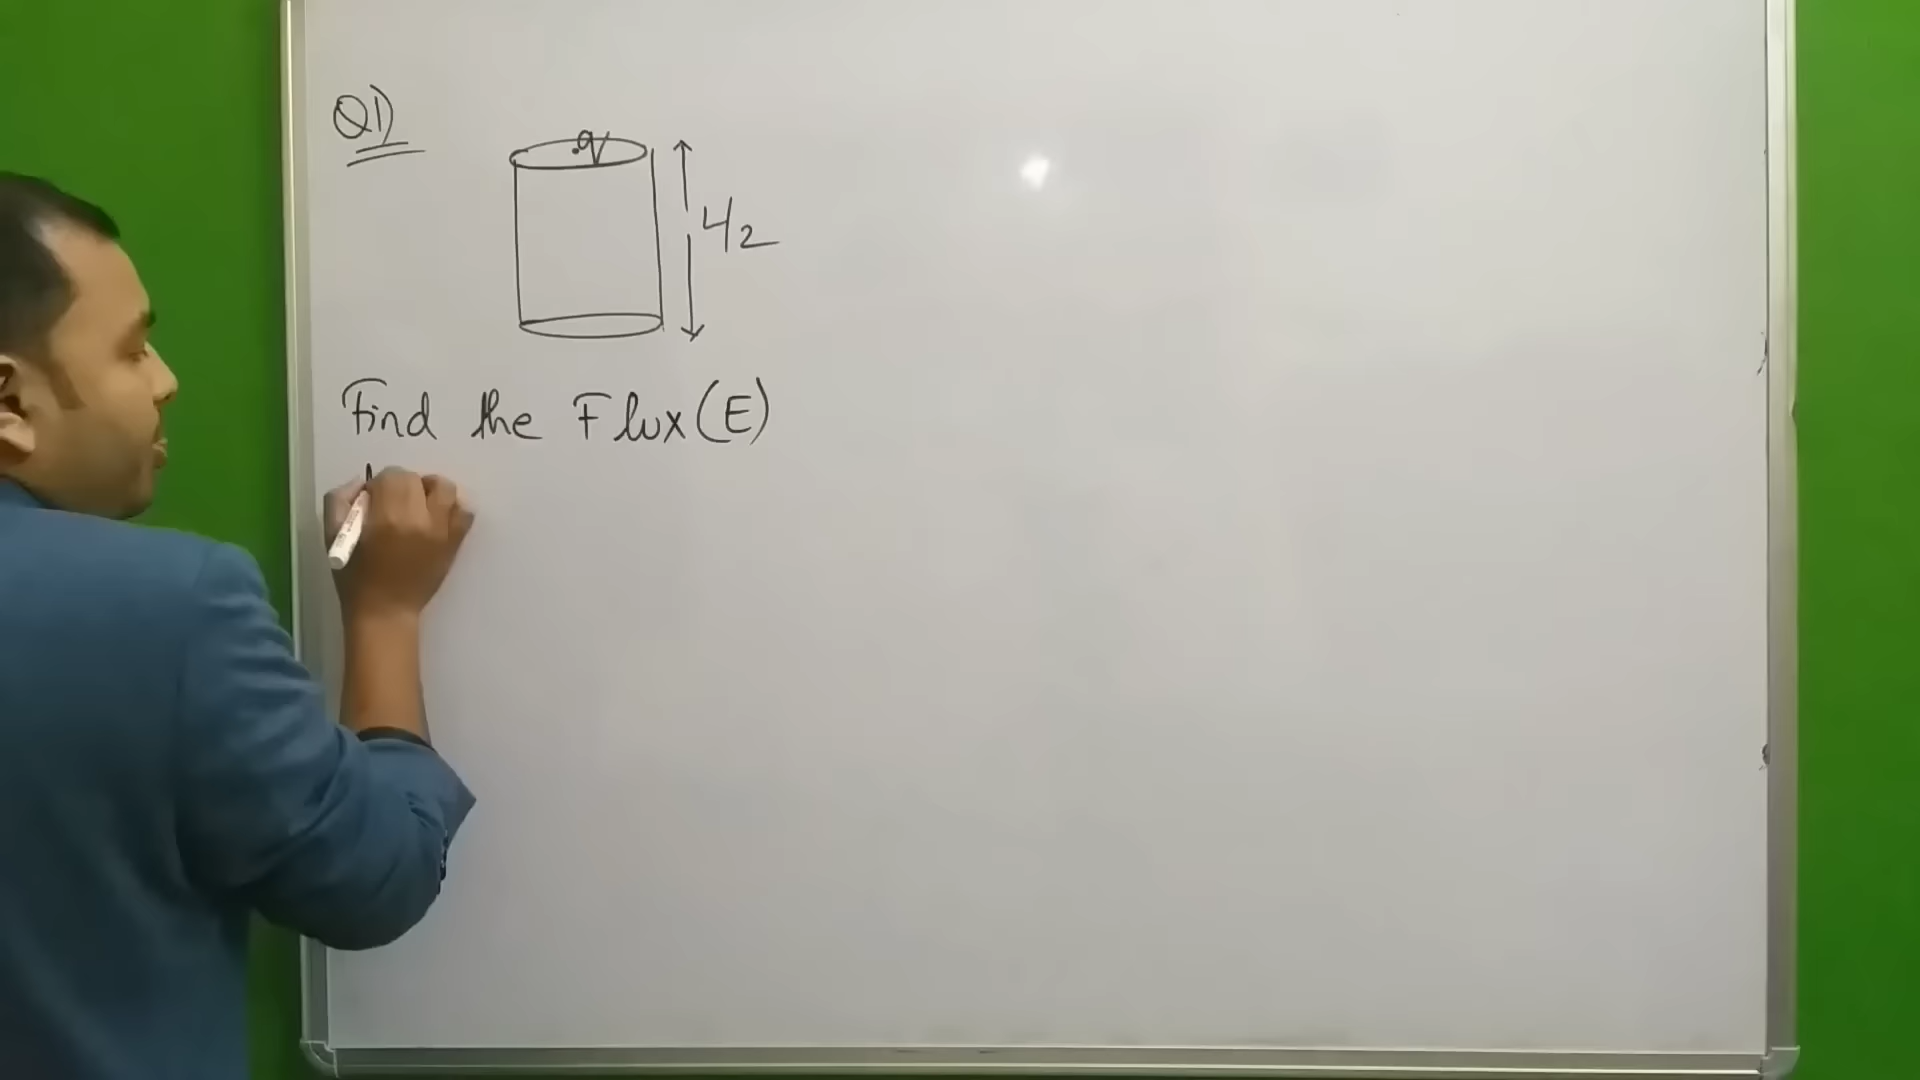 Q1)
.q
4/2
Find the Flux (E)